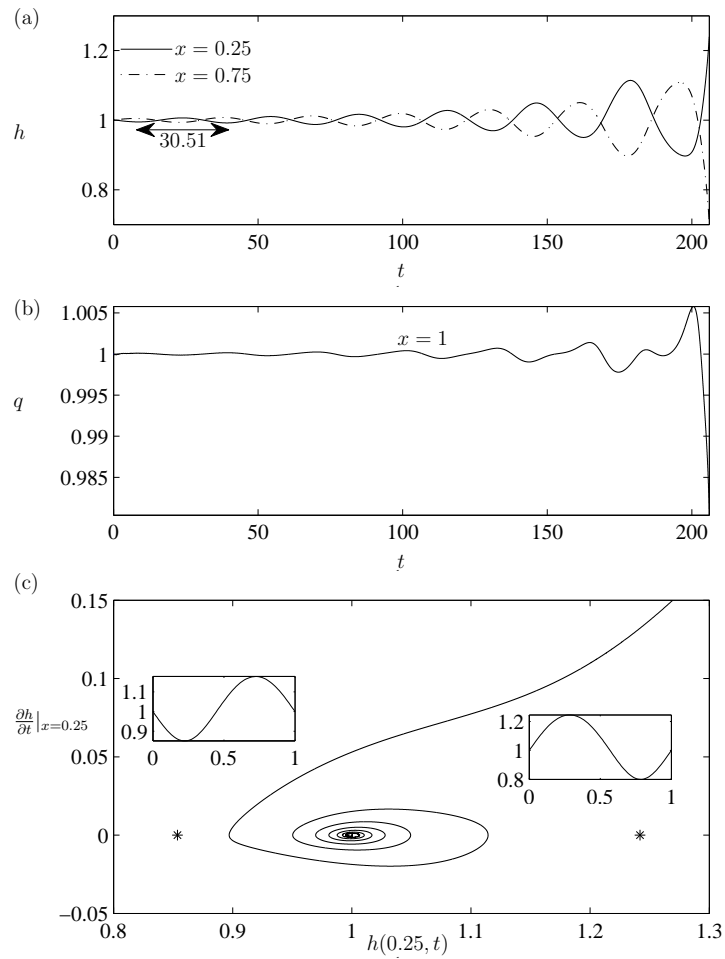 (a)
1.2
x = 0.25
x = 0.75
h
1
30.51
0.8
0 50 100 150 200
t
(b)
1.005
x = 1
1
0.995
q
0.99
0.985
0 50 100 150 200
t
(c)
0.15
0.1
∂h/∂t|x=0.25
0.05
0
−0.05
1.1
1
0.9
0 0.5 1
1.2
1
0.8
0 0.5 1
0.8 0.9 1 1.1 1.2 1.3
h(0.25, t)